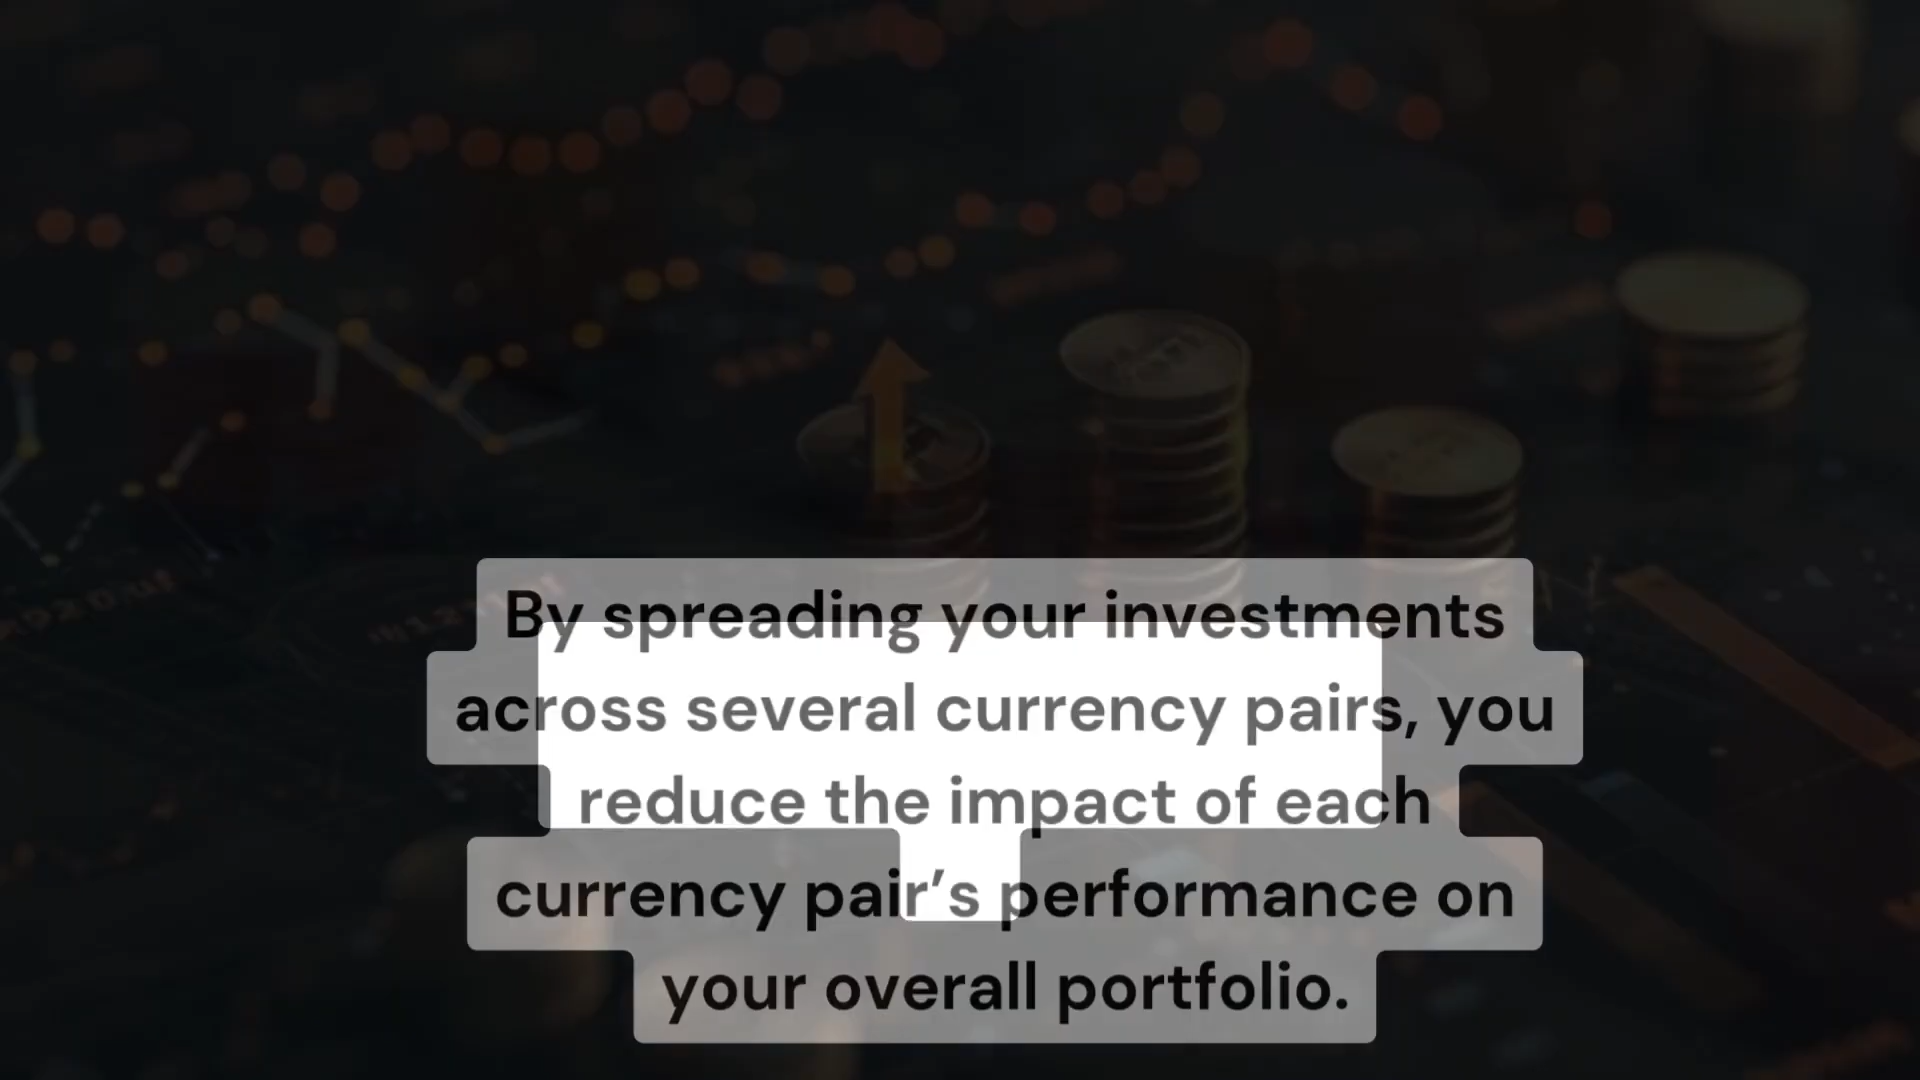 By spreading your investments
across several currency pairs, you
reduce the impact of each
currency pair’s performance on
your overall portfolio.